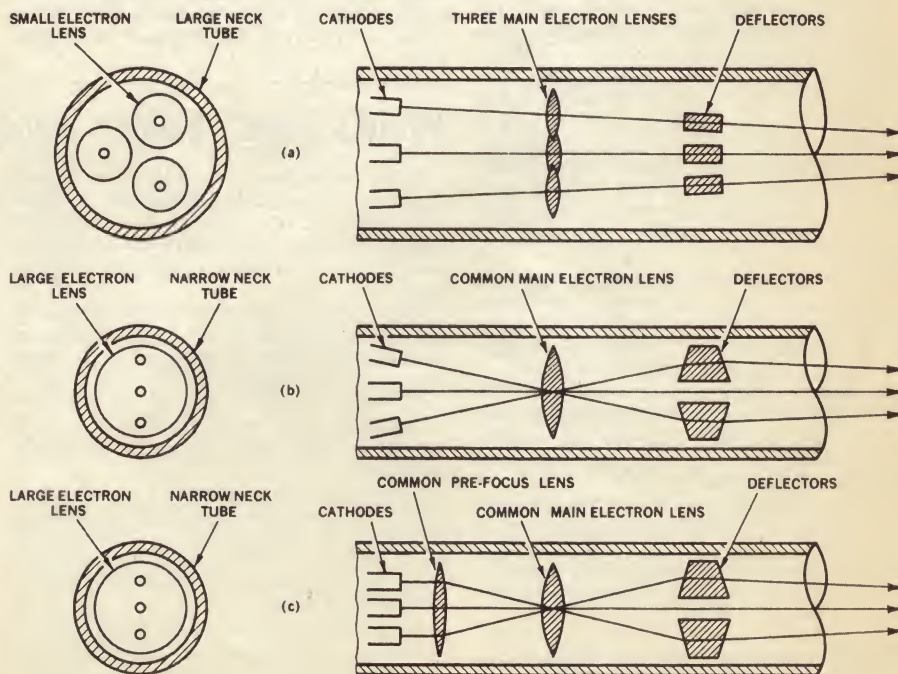 SMALL ELECTRON
LENS
LARGE NECK
TUBE
CATHODES
THREE MAIN ELECTRON LENSES
DEFLECTORS
(a)
LARGE ELECTRON
LENS
NARROW NECK
TUBE
CATHODES
COMMON MAIN ELECTRON LENS
DEFLECTORS
(b)
LARGE ELECTRON
LENS
NARROW NECK
TUBE
CATHODES
COMMON PRE-FOCUS LENS
COMMON MAIN ELECTRON LENS
DEFLECTORS
(c)